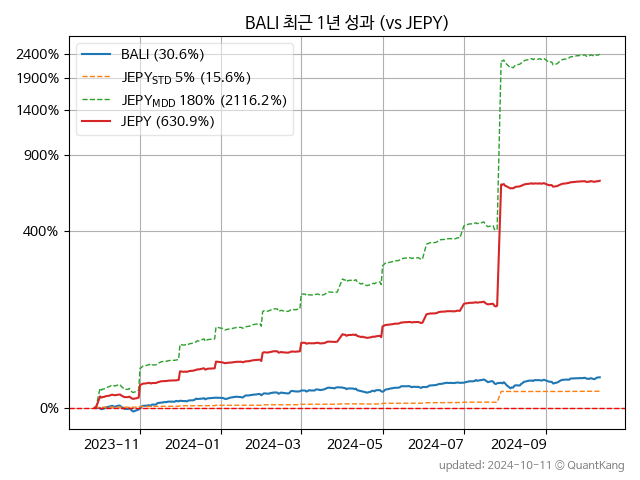 BALI 최근 1년 성과 (vs JEPY)
BALI (30.6%)
JEPY_STD 5% (15.6%)
JEPY_MDD 180% (2116.2%)
JEPY (630.9%)
2400%
1900%
1400%
900%
400%
0%
2023-11 2024-01 2024-03 2024-05 2024-07 2024-09
updated: 2024-10-11 © QuantKang